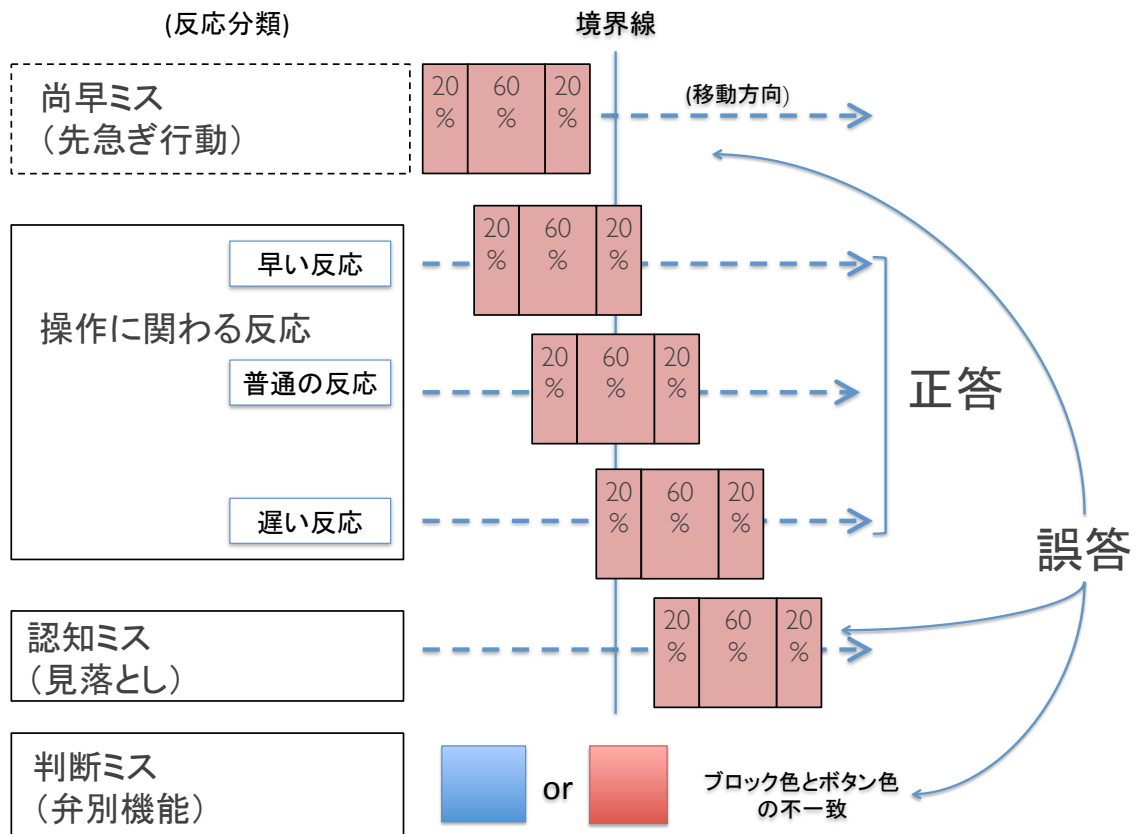 (反応分類)
境界線
尚早ミス
（先急ぎ行動）
20 60 20
% % %
(移動方向)
20 60 20
% % %
早い反応
操作に関わる反応
20 60 20
% % %
普通の反応
正答
20 60 20
% % %
遅い反応
誤答
認知ミス
（見落とし）
20 60 20
% % %
判断ミス
（弁別機能）
or
ブロック色とボタン色
の不一致